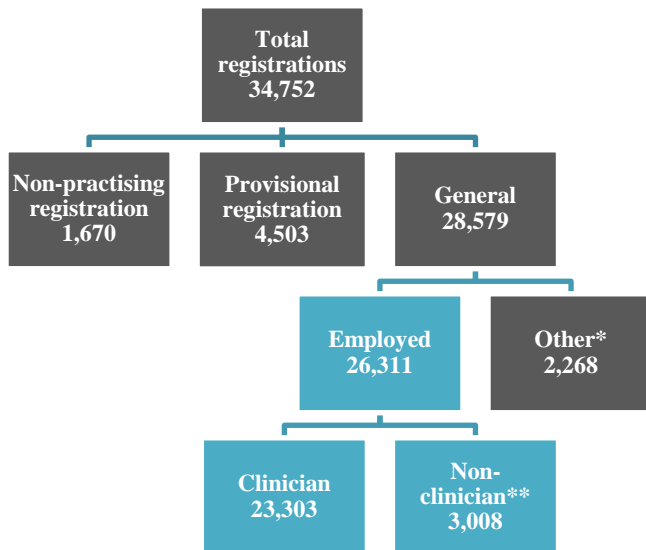 Total
registrations
34,752
Non-practising
registration
1,670
Provisional
registration
4,503
General
28,579
Employed
26,311
Other*
2,268
Clinician
23,303
Non-
clinician**
3,008